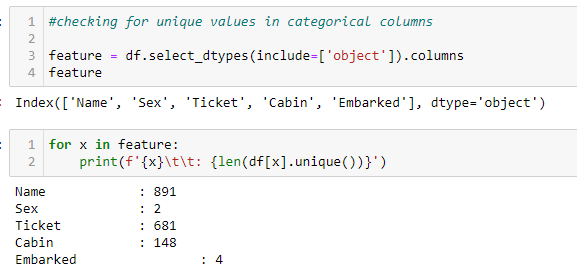 1 #checking for unique values in categorical columns
2
3 feature = df.select_dtypes(include=['object']).columns
4 feature
: Index(['Name', 'Sex', 'Ticket', 'Cabin', 'Embarked'], dtype='object')
: 1 for x in feature:
2     print(f'{x}\t\t: {len(df[x].unique())}')
Name		: 891
Sex		: 2
Ticket		: 681
Cabin		: 148
Embarked		: 4